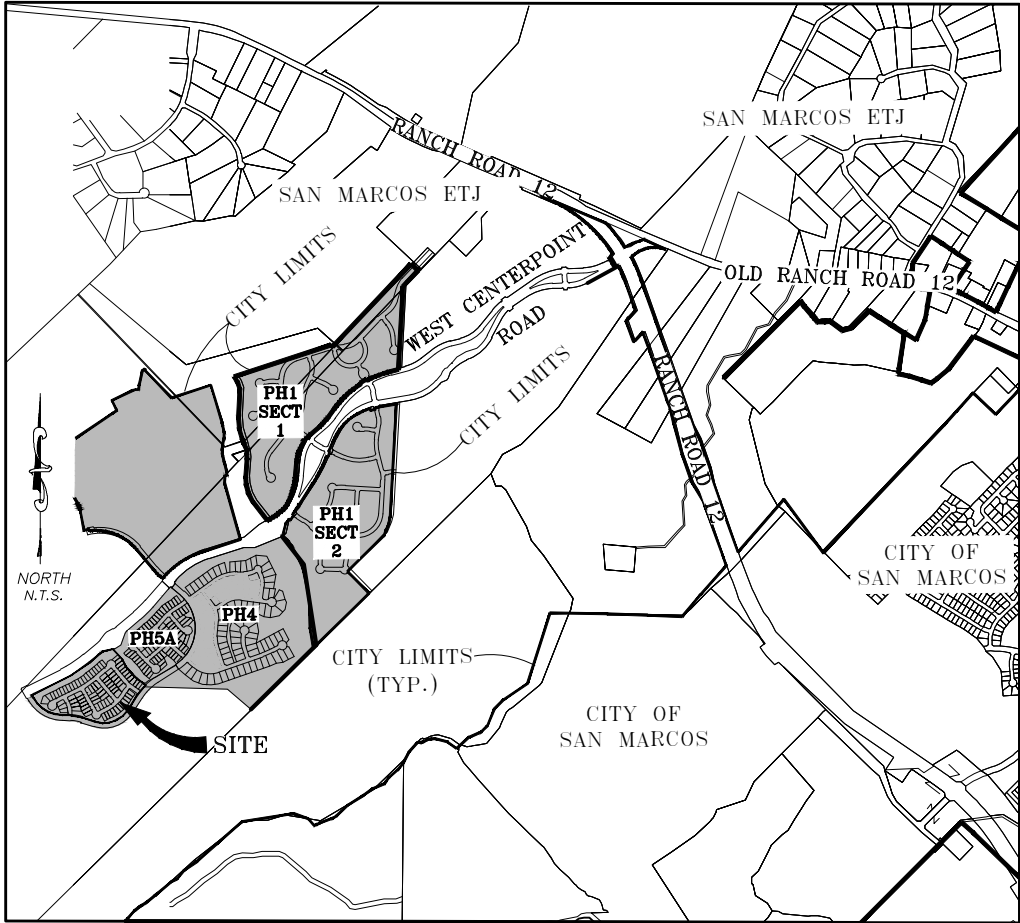 SAN MARCOS ETJ
RANCH ROAD 12
SAN MARCOS ETJ
CITY LIMITS
WEST CENTERPOINT
ROAD
OLD RANCH ROAD 12
CITY LIMITS
RANCH ROAD 12
PH1
SECT
1
PH1
SECT
2
NORTH
N.T.S.
CITY OF
SAN MARCOS
PH4
PH5A
CITY LIMITS
(TYP.)
SITE
CITY OF
SAN MARCOS